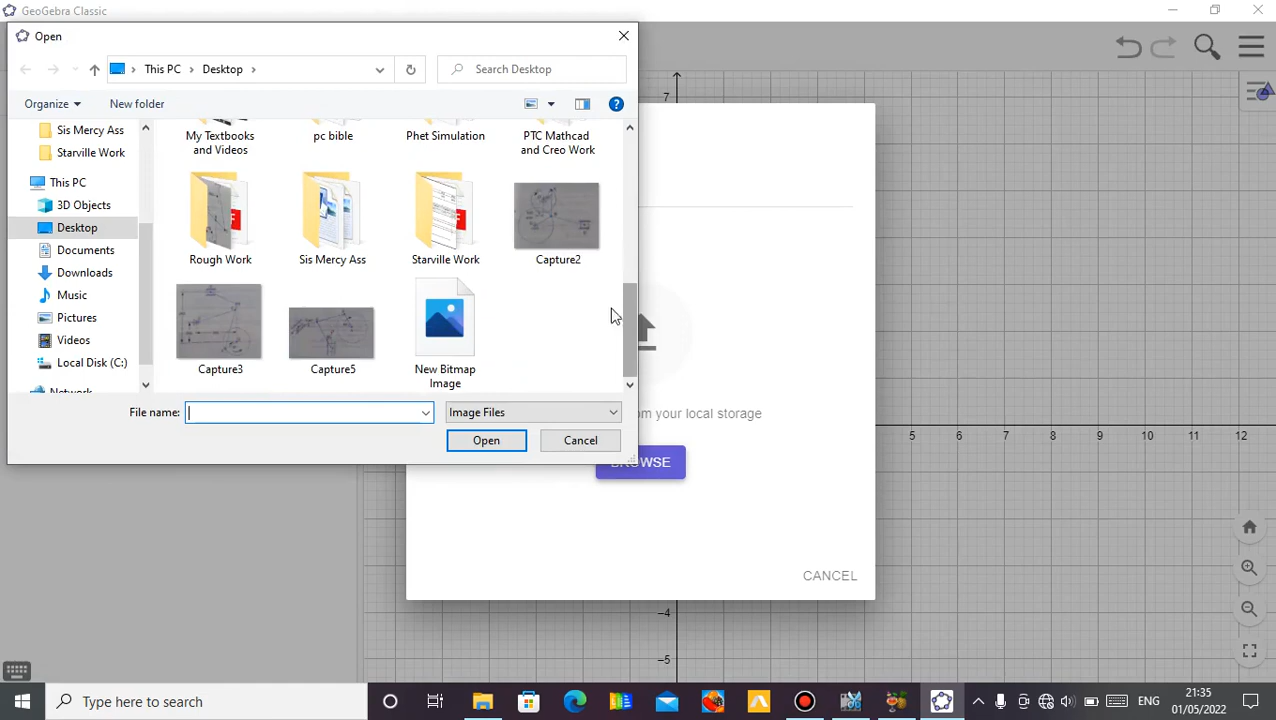 GeoGebra Classic
Open
This PC
Desktop
Search Desktop
Organize
New folder
Sis Mercy Ass
Starville Work
This PC
3D Objects
Desktop
Documents
Downloads
Music
Pictures
Videos
Local Disk (C:)
Network
My Textbooks
and Videos
pc bible
Phet Simulation
PTC Mathcad
and Creo Work
Rough Work
Sis Mercy Ass
Starville Work
Capture2
Capture3
Capture5
New Bitmap
Image
File name:
Image Files
Open
Cancel
om your local storage
BROWSE
CANCEL
7
5 6 7 8 9 10 11 12
−4
−5
Type here to search
ENG
21:35
01/05/2022